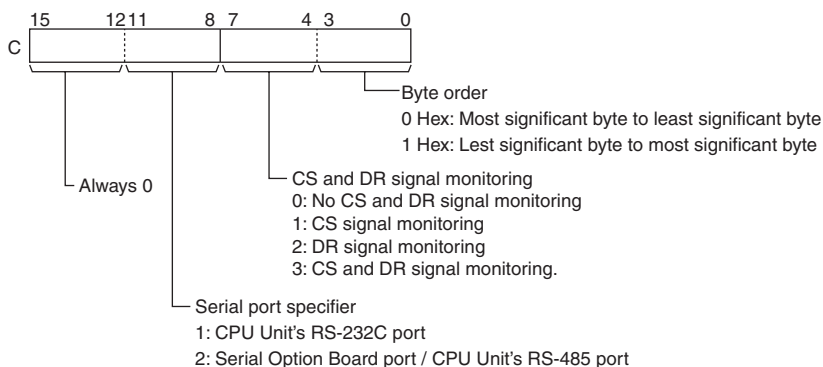 15 12 11 8 7 4 3 0
C
Byte order
0 Hex: Most significant byte to least significant byte
1 Hex: Lest significant byte to most significant byte
Always 0
CS and DR signal monitoring
0: No CS and DR signal monitoring
1: CS signal monitoring
2: DR signal monitoring
3: CS and DR signal monitoring.
Serial port specifier
1: CPU Unit's RS-232C port
2: Serial Option Board port / CPU Unit's RS-485 port